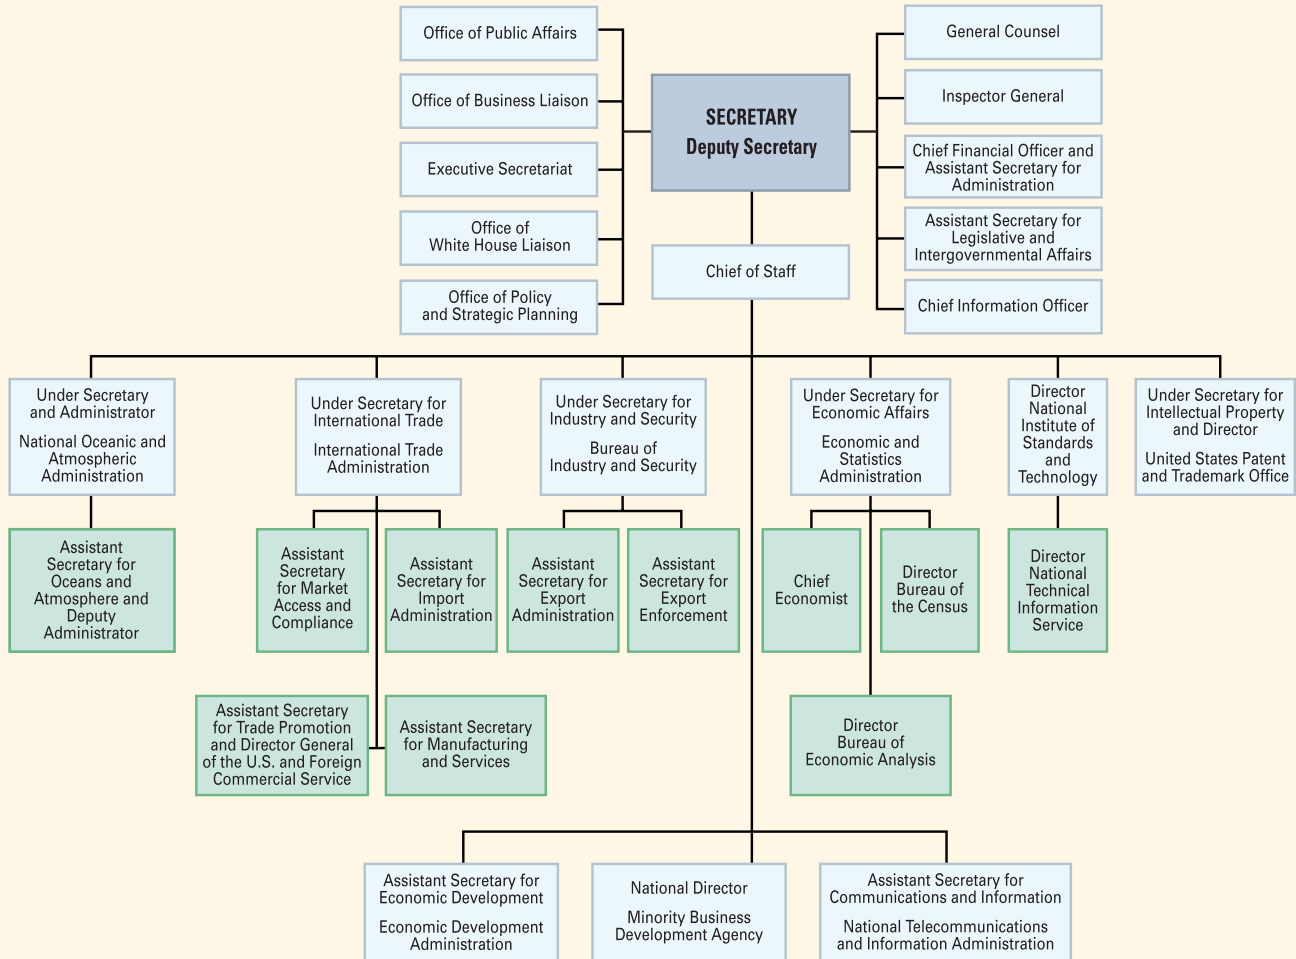 Office of Public Affairs
Office of Business Liaison
Executive Secretariat
Office of
White House Liaison
Office of Policy
and Strategic Planning
SECRETARY
Deputy Secretary
Chief of Staff
General Counsel
Inspector General
Chief Financial Officer and
Assistant Secretary for
Administration
Assistant Secretary for
Legislative and
Intergovernmental Affairs
Chief Information Officer
Under Secretary
and Administrator
National Oceanic and
Atmospheric
Administration
Under Secretary for
International Trade
International Trade
Administration
Under Secretary for
Industry and Security
Bureau of
Industry and Security
Under Secretary for
Economic Affairs
Economic and
Statistics
Administration
Director
National
Institute of
Standards
and
Technology
Under Secretary for
Intellectual Property
and Director
United States Patent
and Trademark Office
Assistant
Secretary for
Oceans and
Atmosphere and
Deputy
Administrator
Assistant
Secretary
for Market
Access and
Compliance
Assistant
Secretary for
Import
Administration
Assistant
Secretary for
Export
Administration
Assistant
Secretary for
Export
Enforcement
Chief
Economist
Director
Bureau of
the Census
Director
National
Technical
Information
Service
Assistant Secretary
for Trade Promotion
and Director General
of the U.S. and Foreign
Commercial Service
Assistant Secretary
for Manufacturing
and Services
Director
Bureau of
Economic Analysis
Assistant Secretary for
Economic Development
Economic Development
Administration
National Director
Minority Business
Development Agency
Assistant Secretary for
Communications and Information
National Telecommunications
and Information Administration